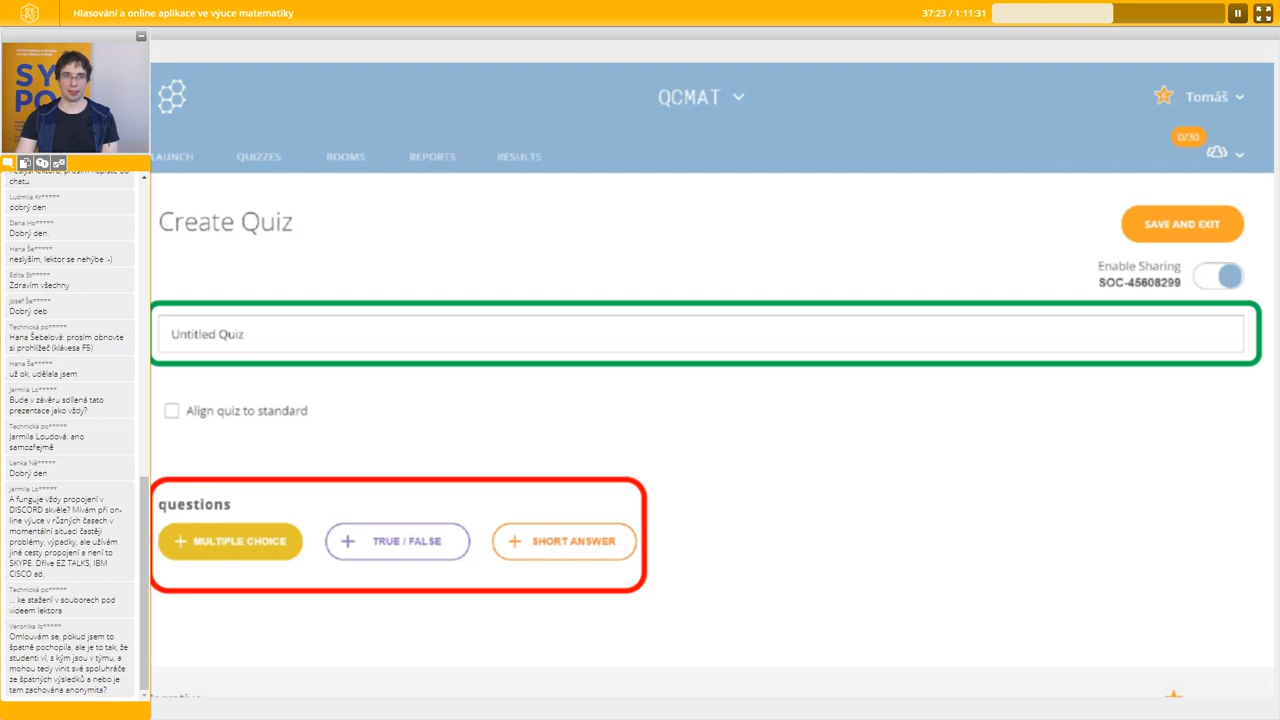 SY
PO
Hlasování a online aplikace ve výuce matematiky
37:23 / 1:11:31
SY
PO
chatu
Ludmila Kr*****
dobrý den
Dana Ho*****
Dobrý den.
Hana Še*****
neslyším, lektor se nehýbe :-)
Edita St*****
Zdravím všechny
Josef Še*****
Dobrý deb
Technická po*****
Hana Šebelová: prosím obnovte
si prohlížeč (klávesa F5)
Hana Še*****
už ok, udělala jsem
Jarmila Lo*****
Bude v závěru sdílená tato
prezentace jako vždy?
Technická po*****
Jarmila Loudová: ano
samozřejmě
Lenka Ně*****
Dobrý den
Jarmila Lo*****
A funguje vždy propojení v
DISCORD skvěle? Mívám při on-
line výuce v různých časech v
momentální situaci častěji
problémy, výpadky, ale užívám
jiné cesty propojení a není to
SKYPE: Dříve EZ TALKS, IBM
CISCO ad.
Technická po*****
... ke stažení v souborech pod
videem lektora
Veronika Ib*****
Omlouvám se, pokud jsem to
špatně pochopila, ale je to tak, že
studenti ví, s kým jsou v týmu, a
mohou tedy vinit své spoluhráče
ze špatných výsledků a nebo je
tam zachována anonymita?
QCMAT
Tomáš
0/30
LAUNCH
QUIZZES
ROOMS
REPORTS
RESULTS
Create Quiz
SAVE AND EXIT
Enable Sharing
SOC-45608299
Untitled Quiz
Align quiz to standard
questions
+ MULTIPLE CHOICE
+ TRUE / FALSE
+ SHORT ANSWER